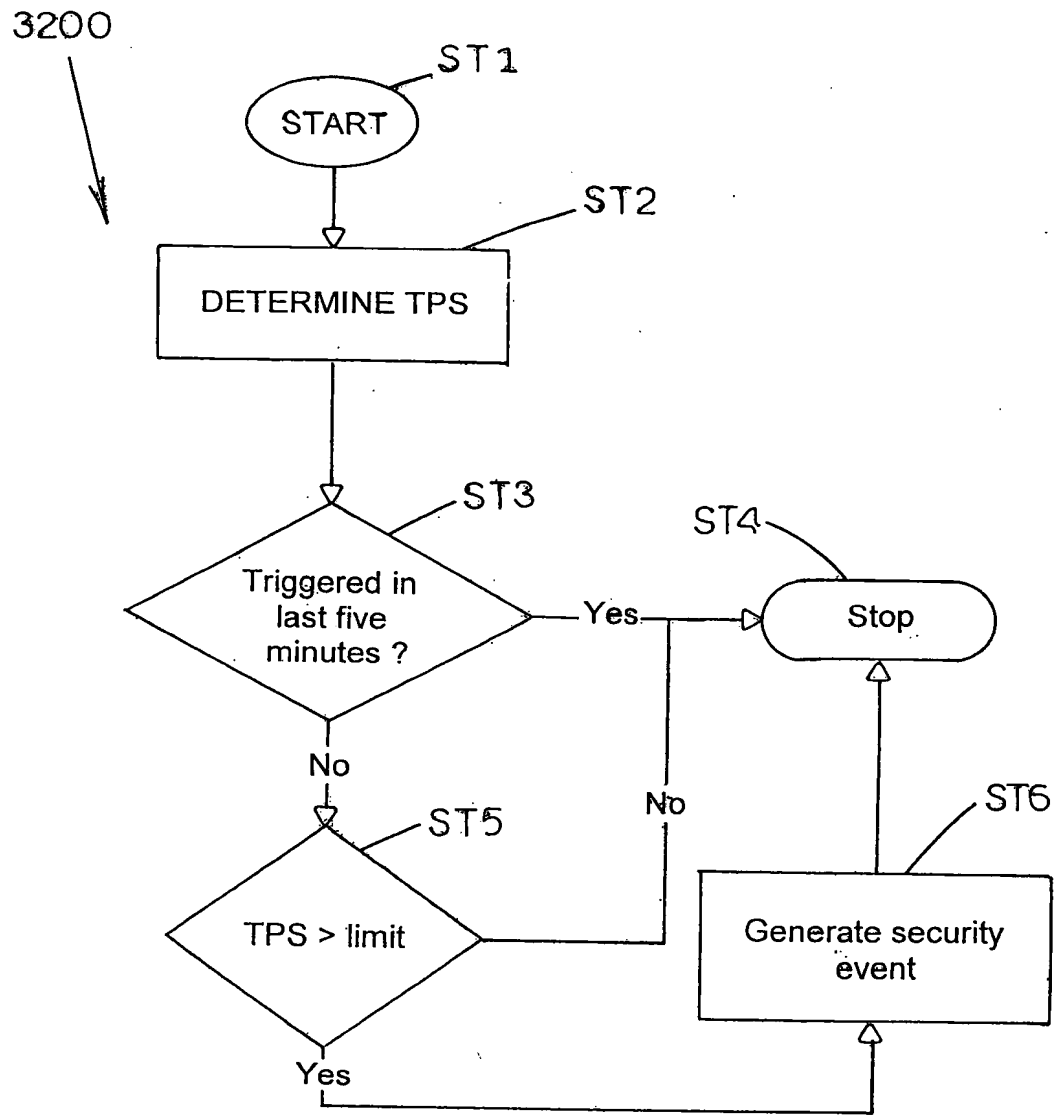 3200
ST1
START
ST2
DETERMINE TPS
ST3
Triggered in
last five
minutes ?
Yes
ST4
Stop
No
ST5
TPS > limit
No
ST6
Generate security
event
Yes